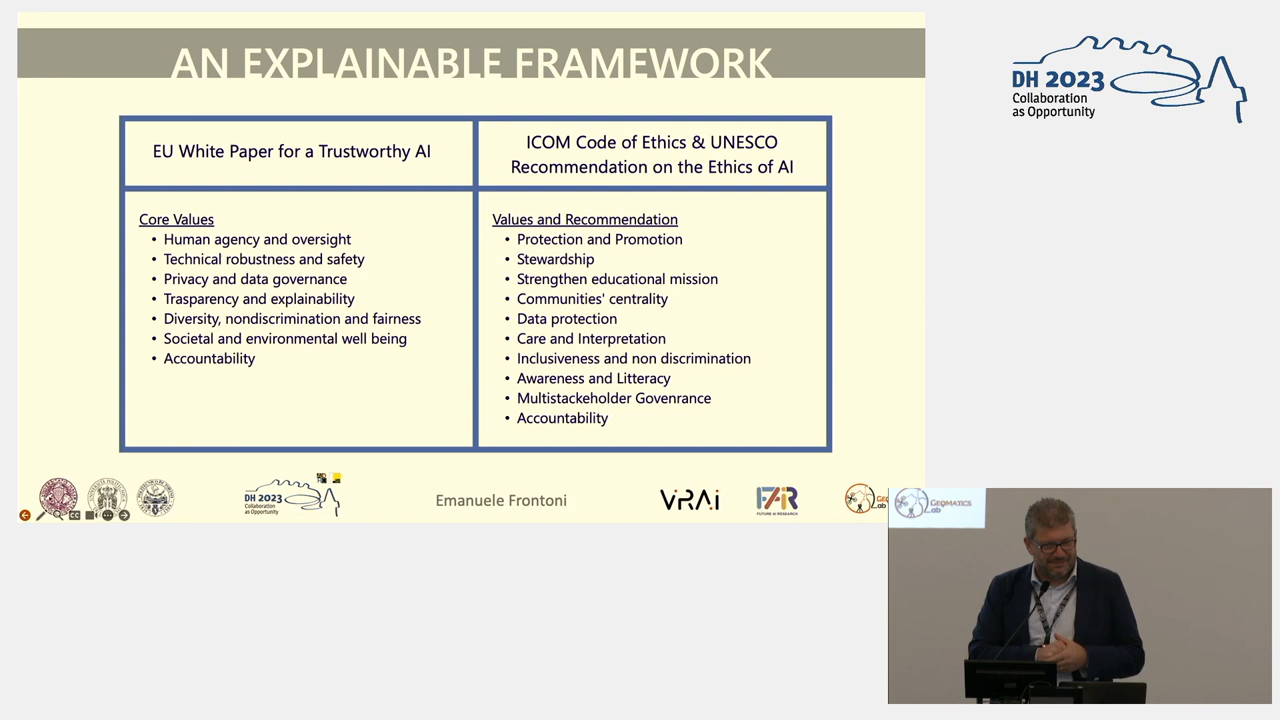 AN EXPLAINABLE FRAMEWORK
DH 2023
Collaboration
as Opportunity
EU White Paper for a Trustworthy AI
ICOM Code of Ethics & UNESCO
Recommendation on the Ethics of AI
Core Values
• Human agency and oversight
• Technical robustness and safety
• Privacy and data governance
• Trasparency and explainability
• Diversity, nondiscrimination and fairness
• Societal and environmental well being
• Accountability
Values and Recommendation
• Protection and Promotion
• Stewardship
• Strengthen educational mission
• Communities' centrality
• Data protection
• Care and Interpretation
• Inclusiveness and non discrimination
• Awareness and Litteracy
• Multistackeholder Govenrance
• Accountability
DH 2023
Collaboration
as Opportunity
Emanuele Frontoni
VRAI
FAIR
FUTURE AI RESEARCH
GEOMATICS
Lab